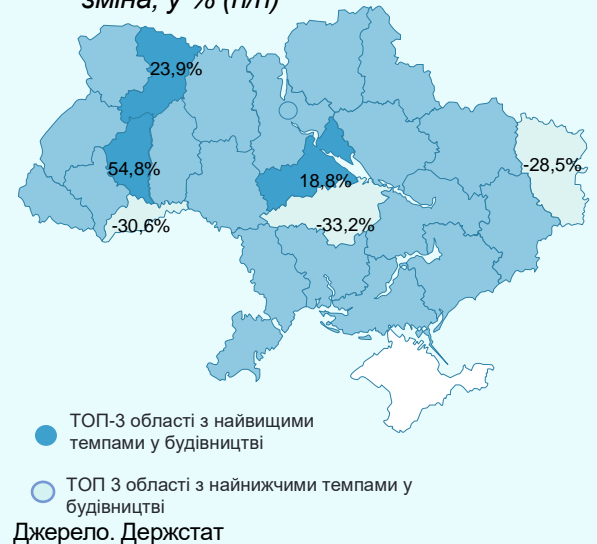 зміна, у % (п/п)
23,9%
54,8%
18,8%
-28,5%
-30,6%
-33,2%
ТОП-3 області з найвищими
темпами у будівництві
ТОП 3 області з найнижчими темпами у
будівництві
Джерело. Держстат